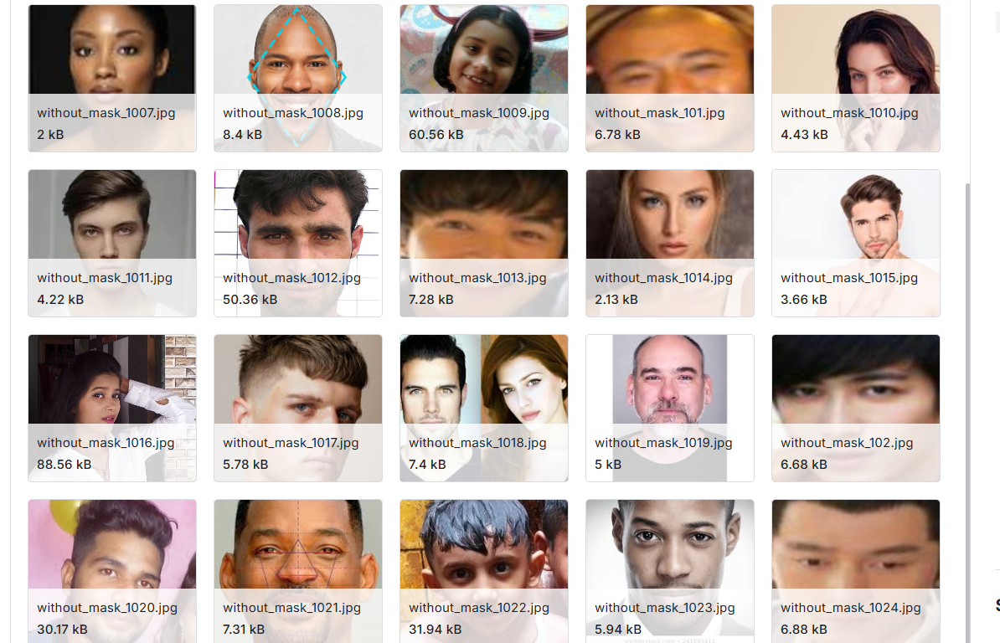 without_mask_1007.jpg
2 kB
without_mask_1008.jpg
8.4 kB
without_mask_1009.jpg
60.56 kB
without_mask_101.jpg
6.78 kB
without_mask_1010.jpg
4.43 kB
without_mask_1011.jpg
4.22 kB
without_mask_1012.jpg
50.36 kB
without_mask_1013.jpg
7.28 kB
without_mask_1014.jpg
2.13 kB
without_mask_1015.jpg
3.66 kB
without_mask_1016.jpg
88.56 kB
without_mask_1017.jpg
5.78 kB
without_mask_1018.jpg
7.4 kB
without_mask_1019.jpg
5 kB
without_mask_102.jpg
6.68 kB
without_mask_1020.jpg
30.17 kB
without_mask_1021.jpg
7.31 kB
without_mask_1022.jpg
31.94 kB
without_mask_1023.jpg
5.94 kB
without_mask_1024.jpg
6.88 kB